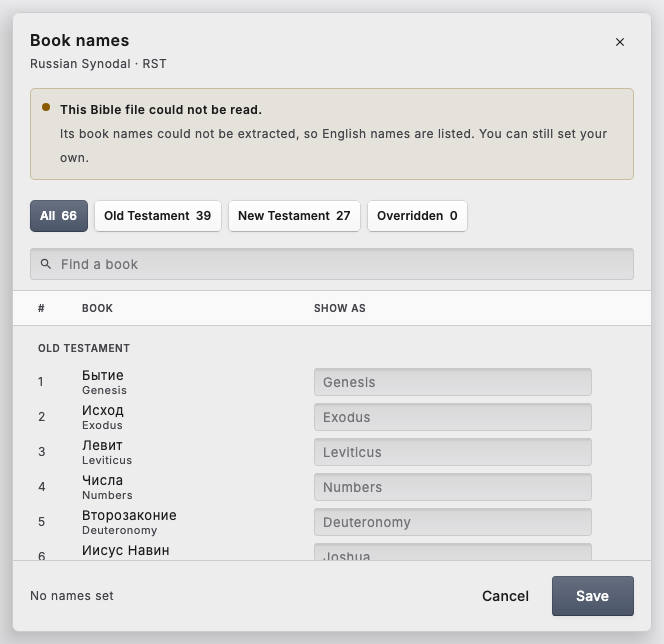 Book names
×
Russian Synodal · RST
This Bible file could not be read.
Its book names could not be extracted, so English names are listed. You can still set your
own.
All 66
Old Testament 39
New Testament 27
Overridden 0
Find a book
# BOOK SHOW AS
OLD TESTAMENT
1 Бытие Genesis
Genesis
2 Исход Exodus
Exodus
3 Левит Leviticus
Leviticus
4 Числа Numbers
Numbers
5 Второзаконие Deuteronomy
Deuteronomy
6 Иисус Навин Joshua
No names set
Cancel
Save